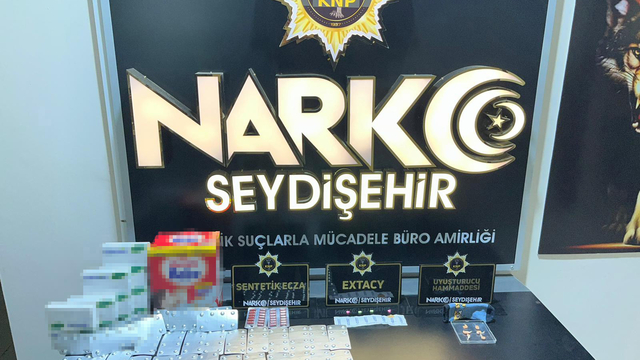 KNP
NARKO
SEYDİŞEHİR
İK SUÇLARLA MÜCADELE BÜRO AMİRLİĞİ
SENTETİK ECZA
NARKO SEYDİŞEHİR
EXTACY
NARKO SEYDİŞEHİR
UYUŞTURUCU
HAMMADDESİ
NARKO SEYDİŞEHİR